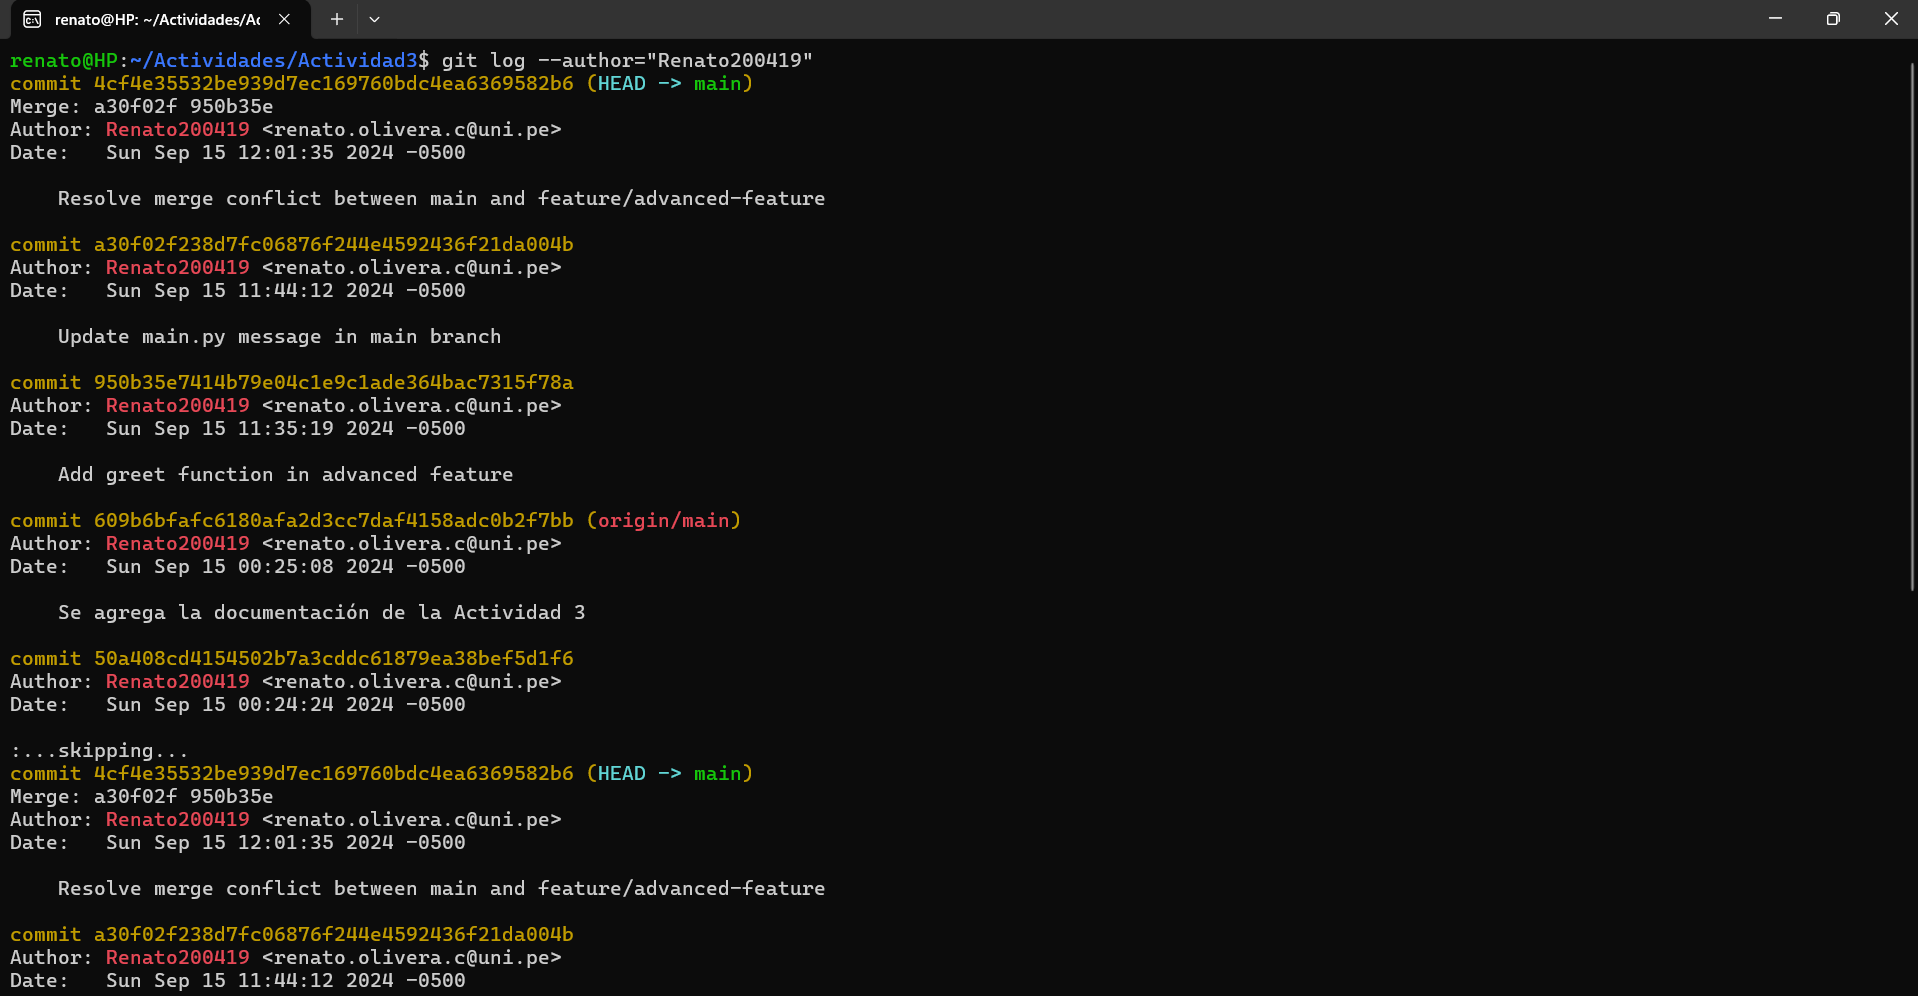 renato@HP: ~/Actividades/Ac
renato@HP:~/Actividades/Actividad3$ git log --author="Renato200419"
commit 4cf4e35532be939d7ec169760bdc4ea6369582b6 (HEAD -> main)
Merge: a30f02f 950b35e
Author: Renato200419 <renato.olivera.c@uni.pe>
Date:   Sun Sep 15 12:01:35 2024 -0500
    Resolve merge conflict between main and feature/advanced-feature
commit a30f02f238d7fc06876f244e4592436f21da004b
Author: Renato200419 <renato.olivera.c@uni.pe>
Date:   Sun Sep 15 11:44:12 2024 -0500
    Update main.py message in main branch
commit 950b35e7414b79e04c1e9c1ade364bac7315f78a
Author: Renato200419 <renato.olivera.c@uni.pe>
Date:   Sun Sep 15 11:35:19 2024 -0500
    Add greet function in advanced feature
commit 609b6bfafc6180afa2d3cc7daf4158adc0b2f7bb (origin/main)
Author: Renato200419 <renato.olivera.c@uni.pe>
Date:   Sun Sep 15 00:25:08 2024 -0500
    Se agrega la documentación de la Actividad 3
commit 50a408cd4154502b7a3cddc61879ea38bef5d1f6
Author: Renato200419 <renato.olivera.c@uni.pe>
Date:   Sun Sep 15 00:24:24 2024 -0500
:...skipping...
commit 4cf4e35532be939d7ec169760bdc4ea6369582b6 (HEAD -> main)
Merge: a30f02f 950b35e
Author: Renato200419 <renato.olivera.c@uni.pe>
Date:   Sun Sep 15 12:01:35 2024 -0500
    Resolve merge conflict between main and feature/advanced-feature
commit a30f02f238d7fc06876f244e4592436f21da004b
Author: Renato200419 <renato.olivera.c@uni.pe>
Date:   Sun Sep 15 11:44:12 2024 -0500